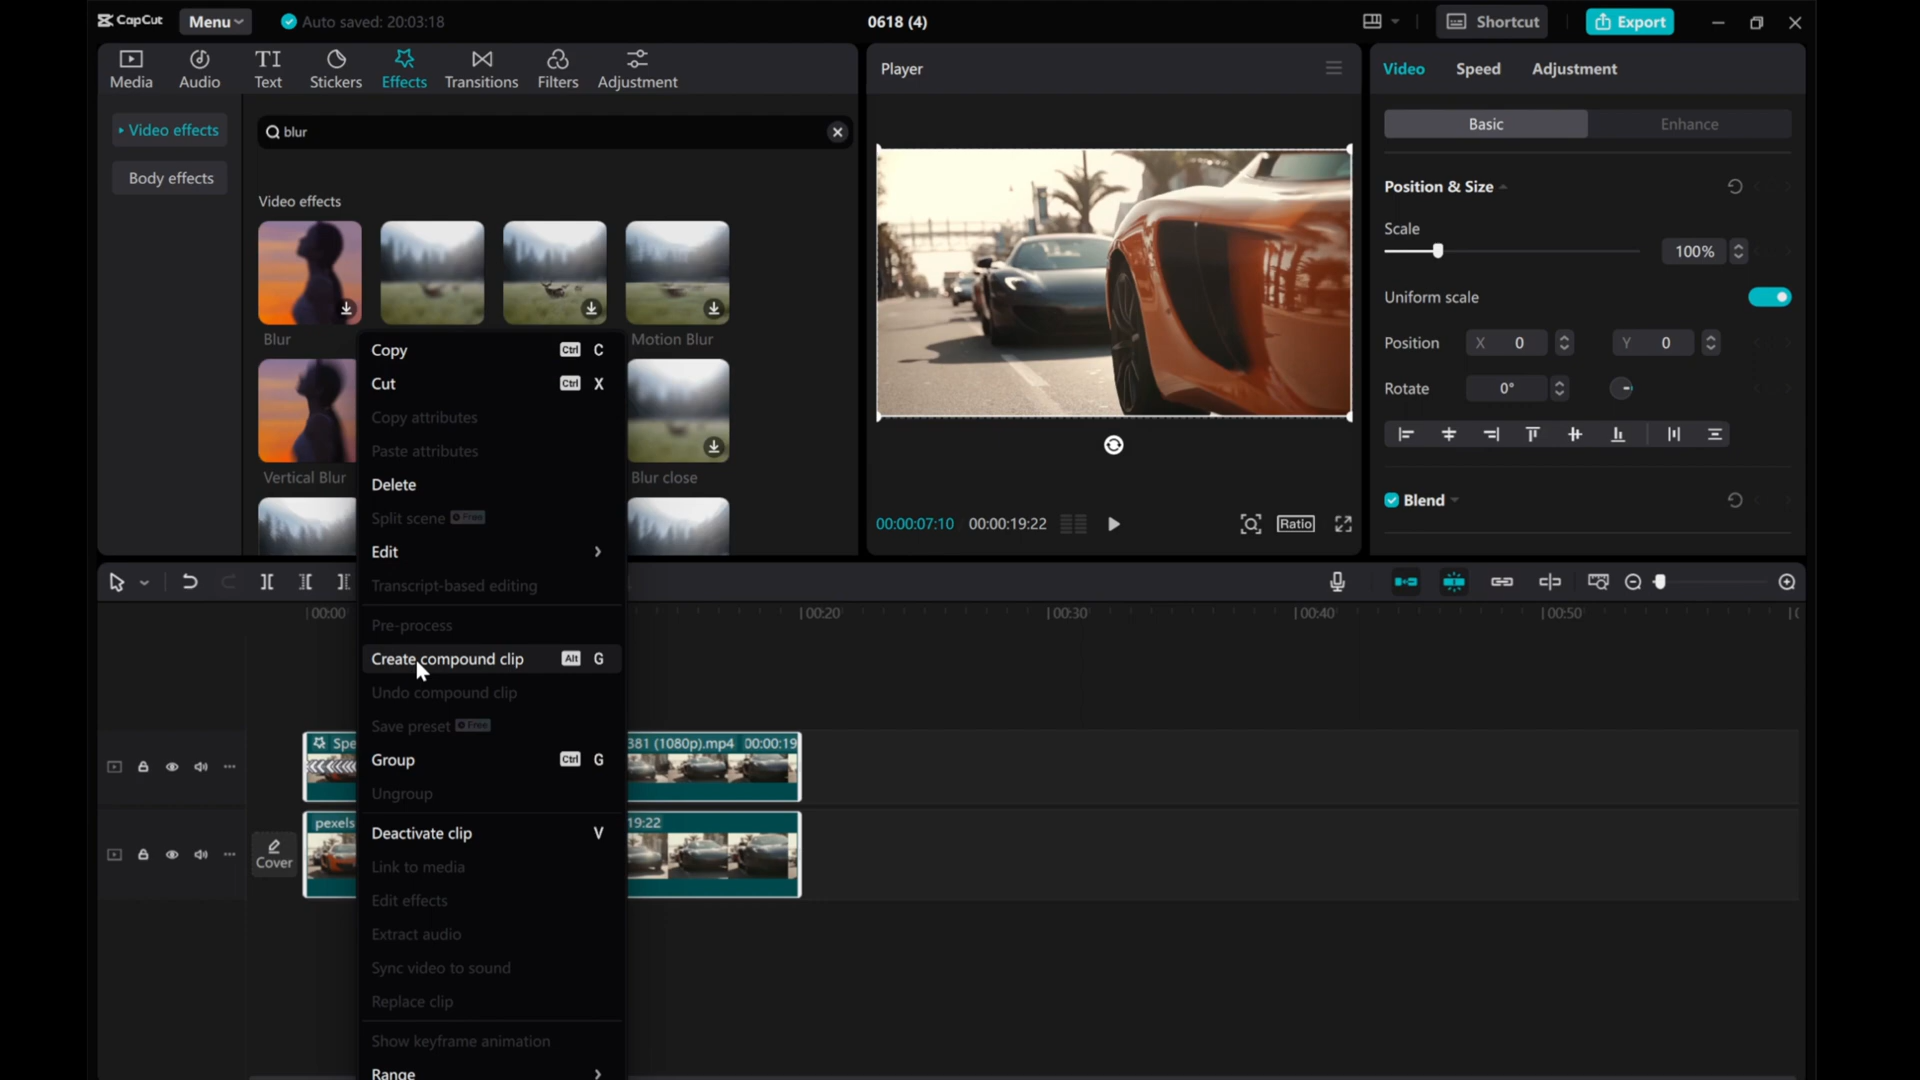 CapCut
Menu
Auto saved: 20:03:18
0618 (4)
Shortcut
Export
Media
Audio
Text
Stickers
Effects
Transitions
Filters
Adjustment
Video effects
Body effects
blur
Video effects
Blur
Motion Blur
Vertical Blur
Blur close
Player
00:00:07:10 00:00:19:22
Ratio
Video Speed Adjustment
Basic Enhance
Position & Size
Scale
100%
Uniform scale
Position X 0 Y 0
Rotate 0°
Blend
Copy Ctrl C
Cut Ctrl X
Copy attributes
Paste attributes
Delete
Split scene Free
Edit
Transcript-based editing
Pre-process
Create compound clip Alt G
Undo compound clip
Save preset Free
Group Ctrl G
Ungroup
Deactivate clip V
Link to media
Edit effects
Extract audio
Sync video to sound
Replace clip
Show keyframe animation
Range
00:00 00:20 00:30 00:40 00:50
Spe 381 (1080p).mp4 00:00:19
pexels 19:22
Cover